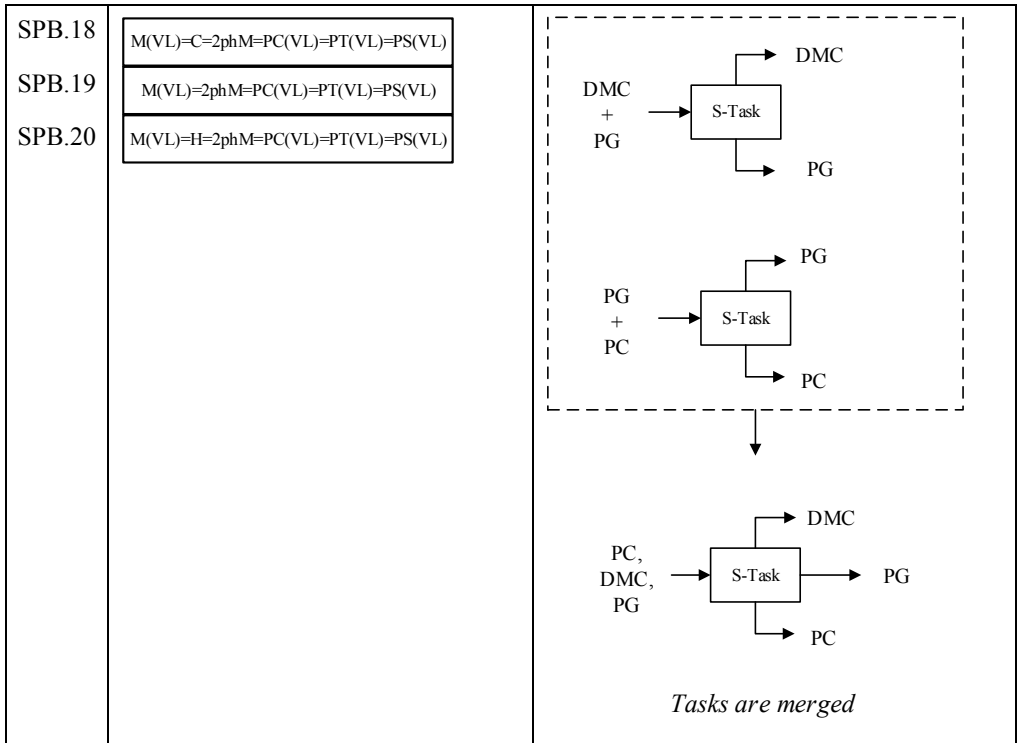 SPB.18
M(VL)=C=2phM=PC(VL)=PT(VL)=PS(VL)
SPB.19
M(VL)=2phM=PC(VL)=PT(VL)=PS(VL)
SPB.20
M(VL)=H=2phM=PC(VL)=PT(VL)=PS(VL)
DMC
DMC
+
PG
S-Task
PG
PG
PG
+
PC
S-Task
PC
DMC
PC,
DMC,
PG
S-Task
PG
PC
Tasks are merged